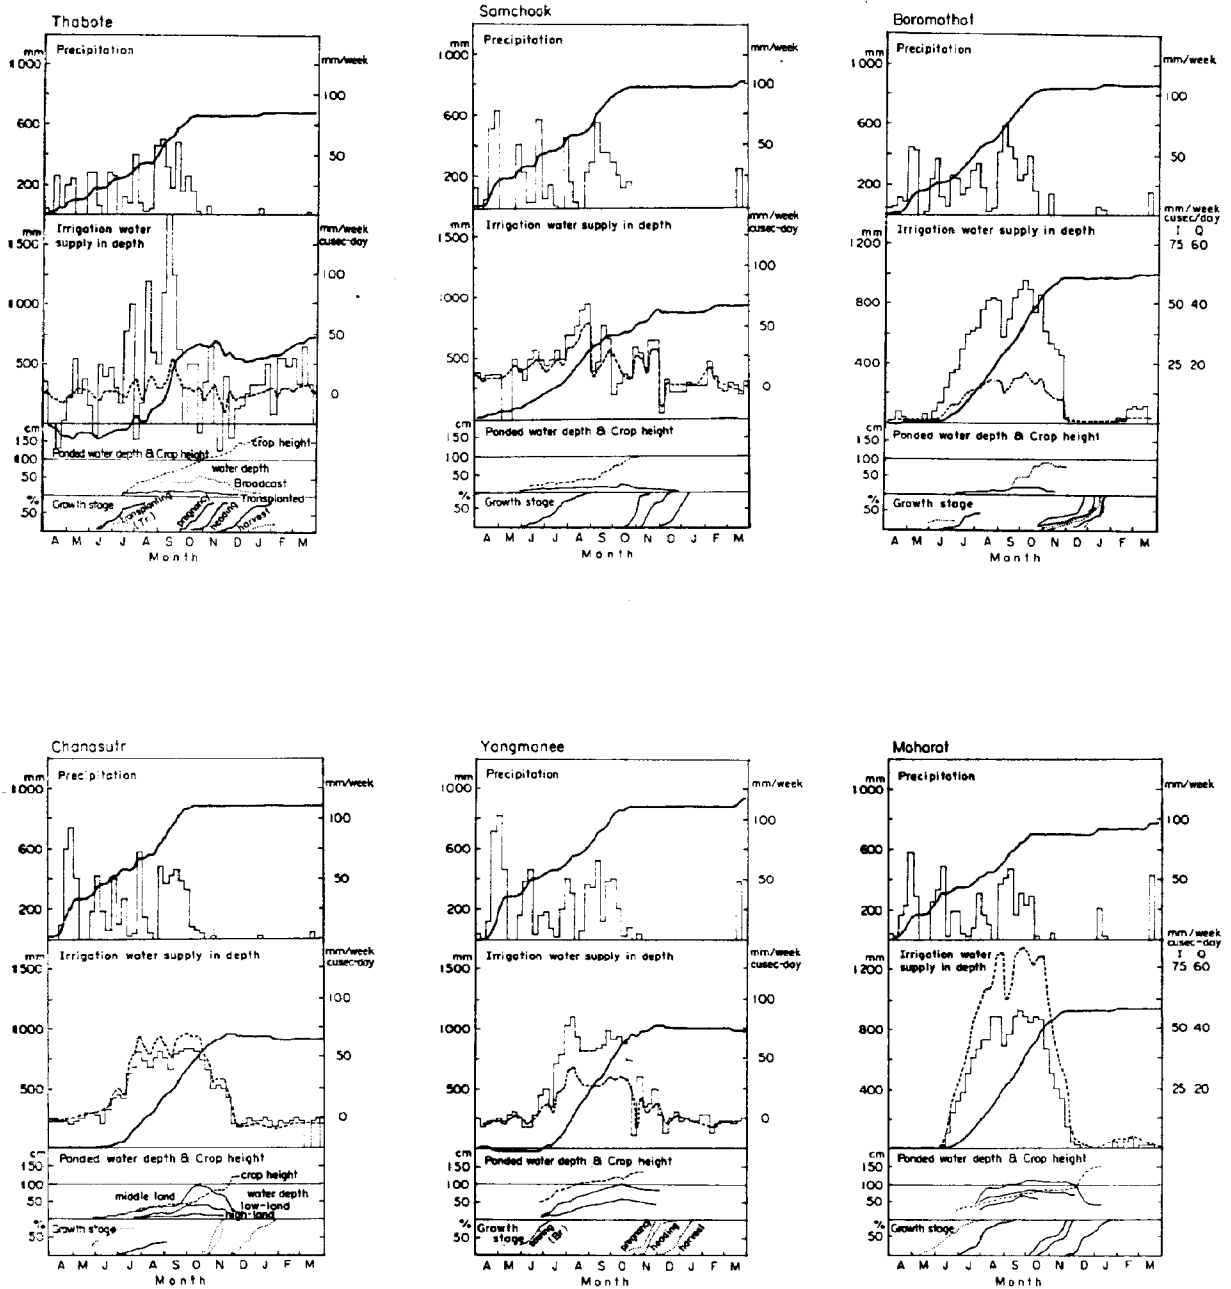 Thabote
mm
Precipitation
mm/week
1000
100
600
50
200
mm
Irrigation water
supply in depth
mm/week
cusec-day
1500
100
1000
50
500
0
cm
150
crop height
Ponded water depth & Crop height
100
water depth
50
Broadcast
Transplanted
%
Growth stage
transplanting
(Tr.)
pregnancy
heading
harvest
50
A M J J A S O N D J F M
Month
Samchook
mm
Precipitation
mm/week
1000
100
600
50
200
mm
Irrigation water supply in depth
mm/week
cusec-day
1500
100
1000
50
500
0
cm
Ponded water depth & Crop height
150
100
50
%
Growth stage
50
A M J J A S O N D J F M
Month
Boromothat
mm
Precipitation
mm/week
1000
100
600
50
200
mm
Irrigation water supply in depth
mm/week
cusec/day
I Q
75 60
1200
800
50 40
400
25 20
cm
Ponded water depth & Crop height
150
100
50
%
Growth stage
50
A M J J A S O N D J F M
Month
Chanasutr
mm
Precipitation
mm/week
1000
100
600
50
200
mm
Irrigation water supply in depth
mm/week
cusec-day
1500
100
1000
50
500
0
cm
Ponded water depth & Crop height
150
crop height
100
middle land
water depth
50
low-land
high-land
%
Growth stage
50
A M J J A S O N D J F M
Month
Yangmanee
mm
Precipitation
mm/week
1000
100
600
50
200
mm
Irrigation water supply in depth
mm/week
cusec-day
1500
100
1000
50
500
0
cm
Ponded water depth & Crop height
150
100
50
%
Growth
stage
(Br)
pregnancy
heading
harvest
50
A M J J A S O N D J F M
Month
Moharat
mm
Precipitation
mm/week
1000
100
600
50
200
mm
Irrigation water
supply in depth
mm/week
cusec-day
I Q
75 60
1200
800
50 40
400
25 20
cm
Ponded water depth & Crop height
150
100
50
%
Growth stage
50
A M J J A S O N D J F M
Month